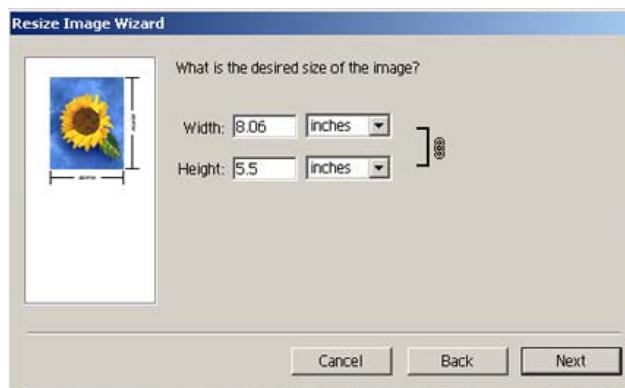 Resize Image Wizard
What is the desired size of the image?
Width: 8.06 inches
Height: 5.5 inches
Cancel Back Next